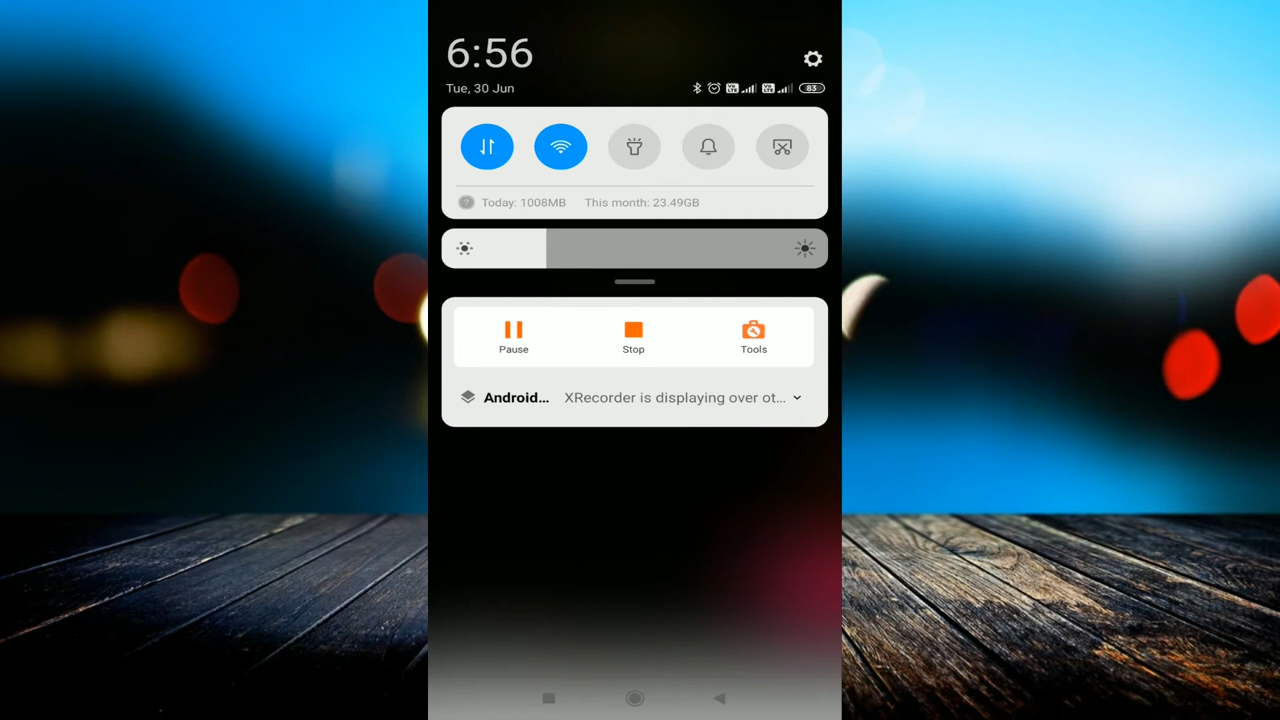 6:56
Tue, 30 Jun
83
Today: 1008MB This month: 23.49GB
Pause Stop Tools
Android... XRecorder is displaying over ot...